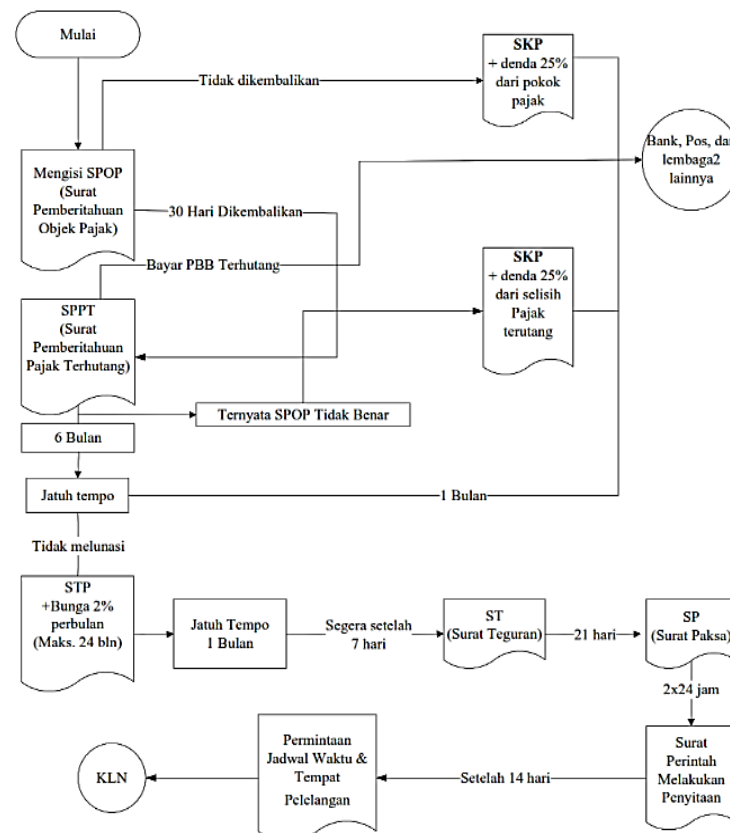 Mulai
SKP
+ denda 25%
dari pokok
pajak
Tidak dikembalikan
Bank, Pos, dan
lembaga2
lainnya
Mengisi SPOP
(Surat
Pemberitahuan
Objek Pajak)
30 Hari Dikembalikan
Bayar PBB Terhutang
SKP
+ denda 25%
dari selisih
Pajak
terutang
SPPT
(Surat
Pemberitahuan
Pajak Terhutang)
Ternyata SPOP Tidak Benar
6 Bulan
Jatuh tempo
1 Bulan
Tidak melunasi
STP
+Bunga 2%
perbulan
(Maks. 24 bln)
Jatuh Tempo
1 Bulan
Segera setelah
7 hari
ST
(Surat Teguran)
21 hari
SP
(Surat Paksa)
2x24 jam
Surat
Perintah
Melakukan
Penyitaan
Setelah 14 hari
Permintaan
Jadwal Waktu &
Tempat
Pelelangan
KLN